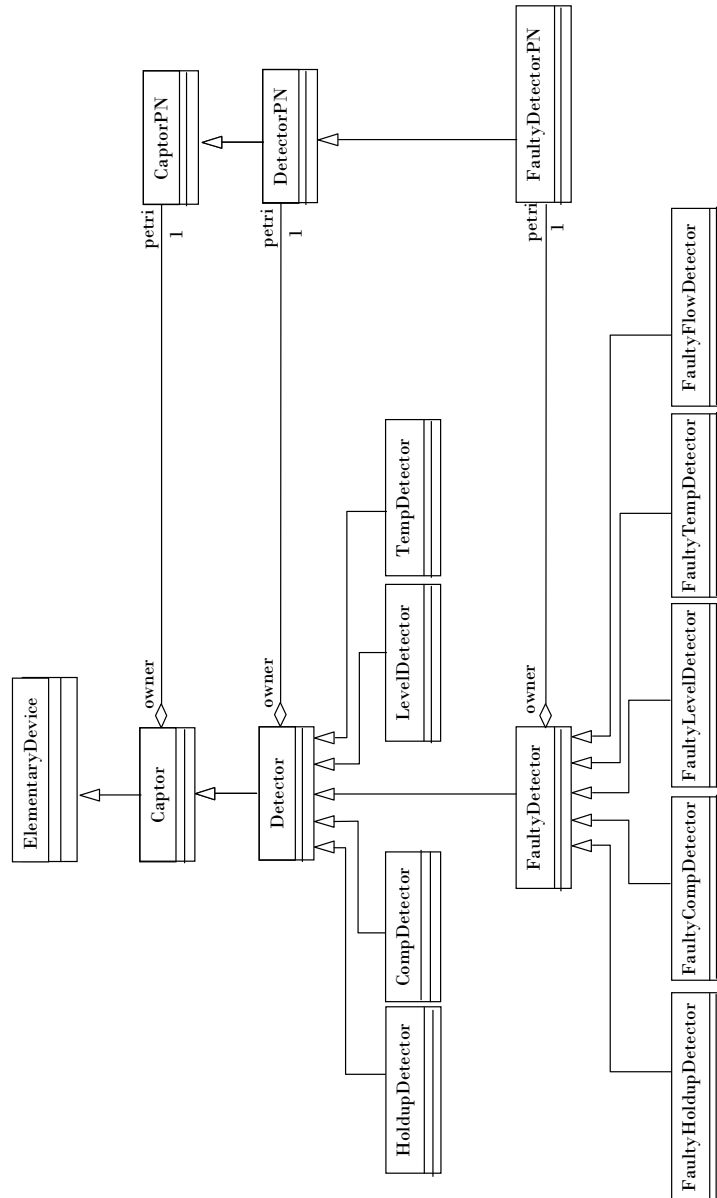 ElementaryDevice
Captor
owner
petri
1
CaptorPN
Detector
owner
petri
1
DetectorPN
HoldupDetector
CompDetector
LevelDetector
TempDetector
FaultyDetector
owner
petri
1
FaultyDetectorPN
FaultyHoldupDetector
FaultyCompDetector
FaultyLevelDetector
FaultyTempDetector
FaultyFlowDetector